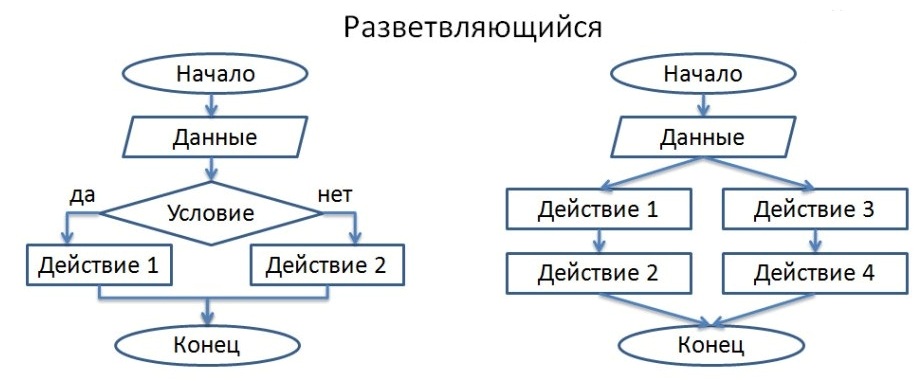 Разветвляющийся
Начало
Данные
да
нет
Условие
Действие 1
Действие 2
Конец
Начало
Данные
Действие 1
Действие 3
Действие 2
Действие 4
Конец